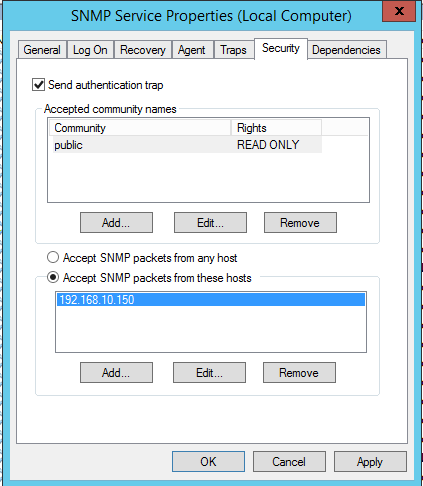 SNMP Service Properties (Local Computer)
x
General Log On Recovery Agent Traps Security Dependencies
Send authentication trap
Accepted community names
Community Rights
public READ ONLY
Add... Edit... Remove
Accept SNMP packets from any host
Accept SNMP packets from these hosts
192.168.10.150
Add... Edit... Remove
OK Cancel Apply